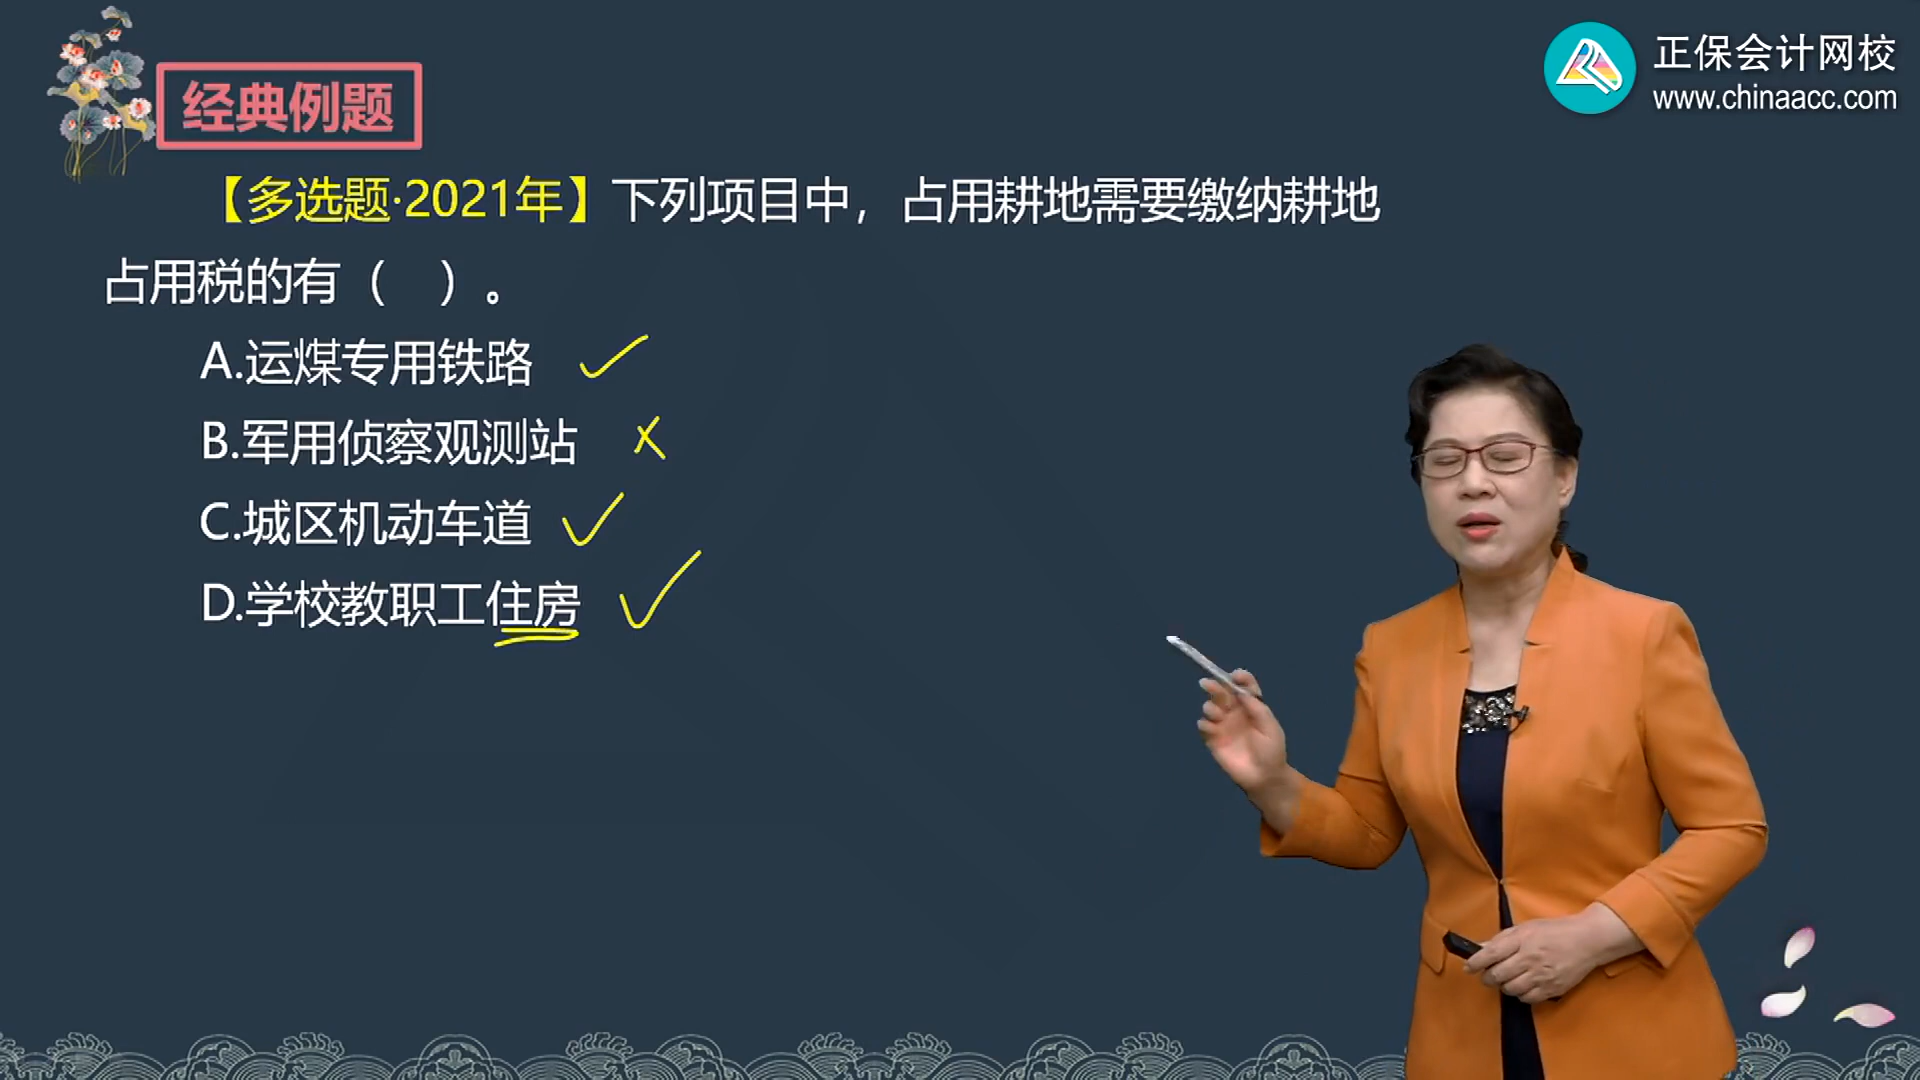 正保会计网校
www.chinaacc.com
经典例题
【多选题·2021年】下列项目中，占用耕地需要缴纳耕地
占用税的有（ ）。
A.运煤专用铁路
B.军用侦察观测站
C.城区机动车道
D.学校教职工住房